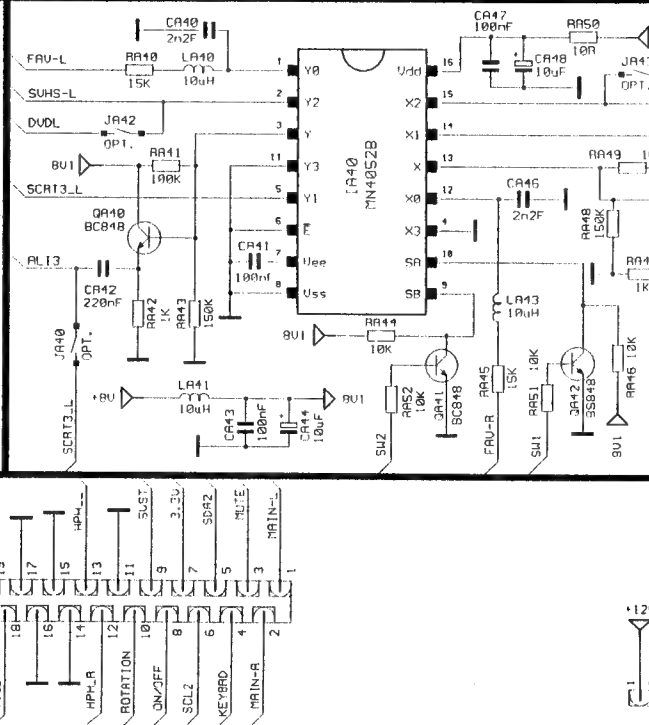 CA40
2n2F
FAV-L
RA40
15K
LA40
10uH
1
Y0
SVHS-L
2
Y2
DVDL
JA42
OPT.
3
Y
8V1
RA41
100K
11
Y3
SCRT3_L
5
Y1
QA40
BC848
6
E
ALI3
CA41
100nF
7
Vee
8
Vss
CA42
220nF
RA42
1K
RA43
150K
JA40
OPT.
SCRT3_L
IA40
MN4052B
CA47
100nF
RA50
10R
CA48
10uF
16
Vdd
JA41
OPT.
15
X2
14
X1
13
X
RA49
12
X0
CA46
2n2F
4
X3
RA48
150K
10
SA
9
SB
LA43
10uH
8V1
RA44
10K
QA41
BC848
RA52
10K
SW2
RA45
15K
FAV-R
RA51
10K
SW1
QA42
BS848
RA46
10K
8V1
+8V
LA41
10uH
8V1
CA43
100nF
CA44
10uF
5VST
3.3V
SDA2
MUTE
MAIN-L
17
15
13
11
9
7
5
3
1
18
16
14
12
10
8
6
4
2
HPH_R
ROTATION
ON/OFF
SCL2
KEYBRD
MAIN-R